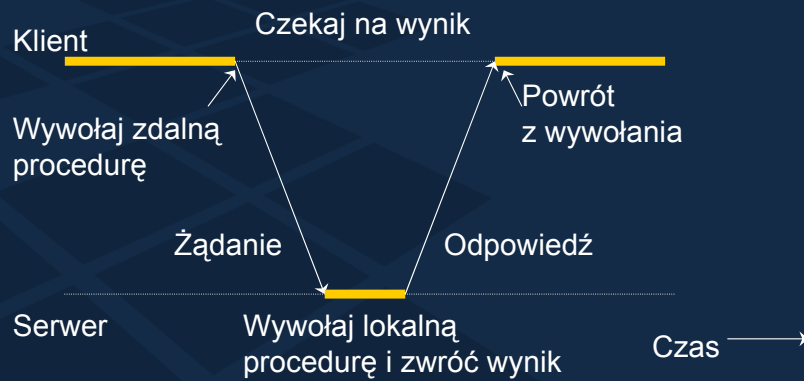 Czekaj na wynik
Klient
Wywołaj zdalną
procedurę
Powrót
z wywołania
Żądanie
Odpowiedź
Serwer
Wywołaj lokalną
procedurę i zwróć wynik
Czas